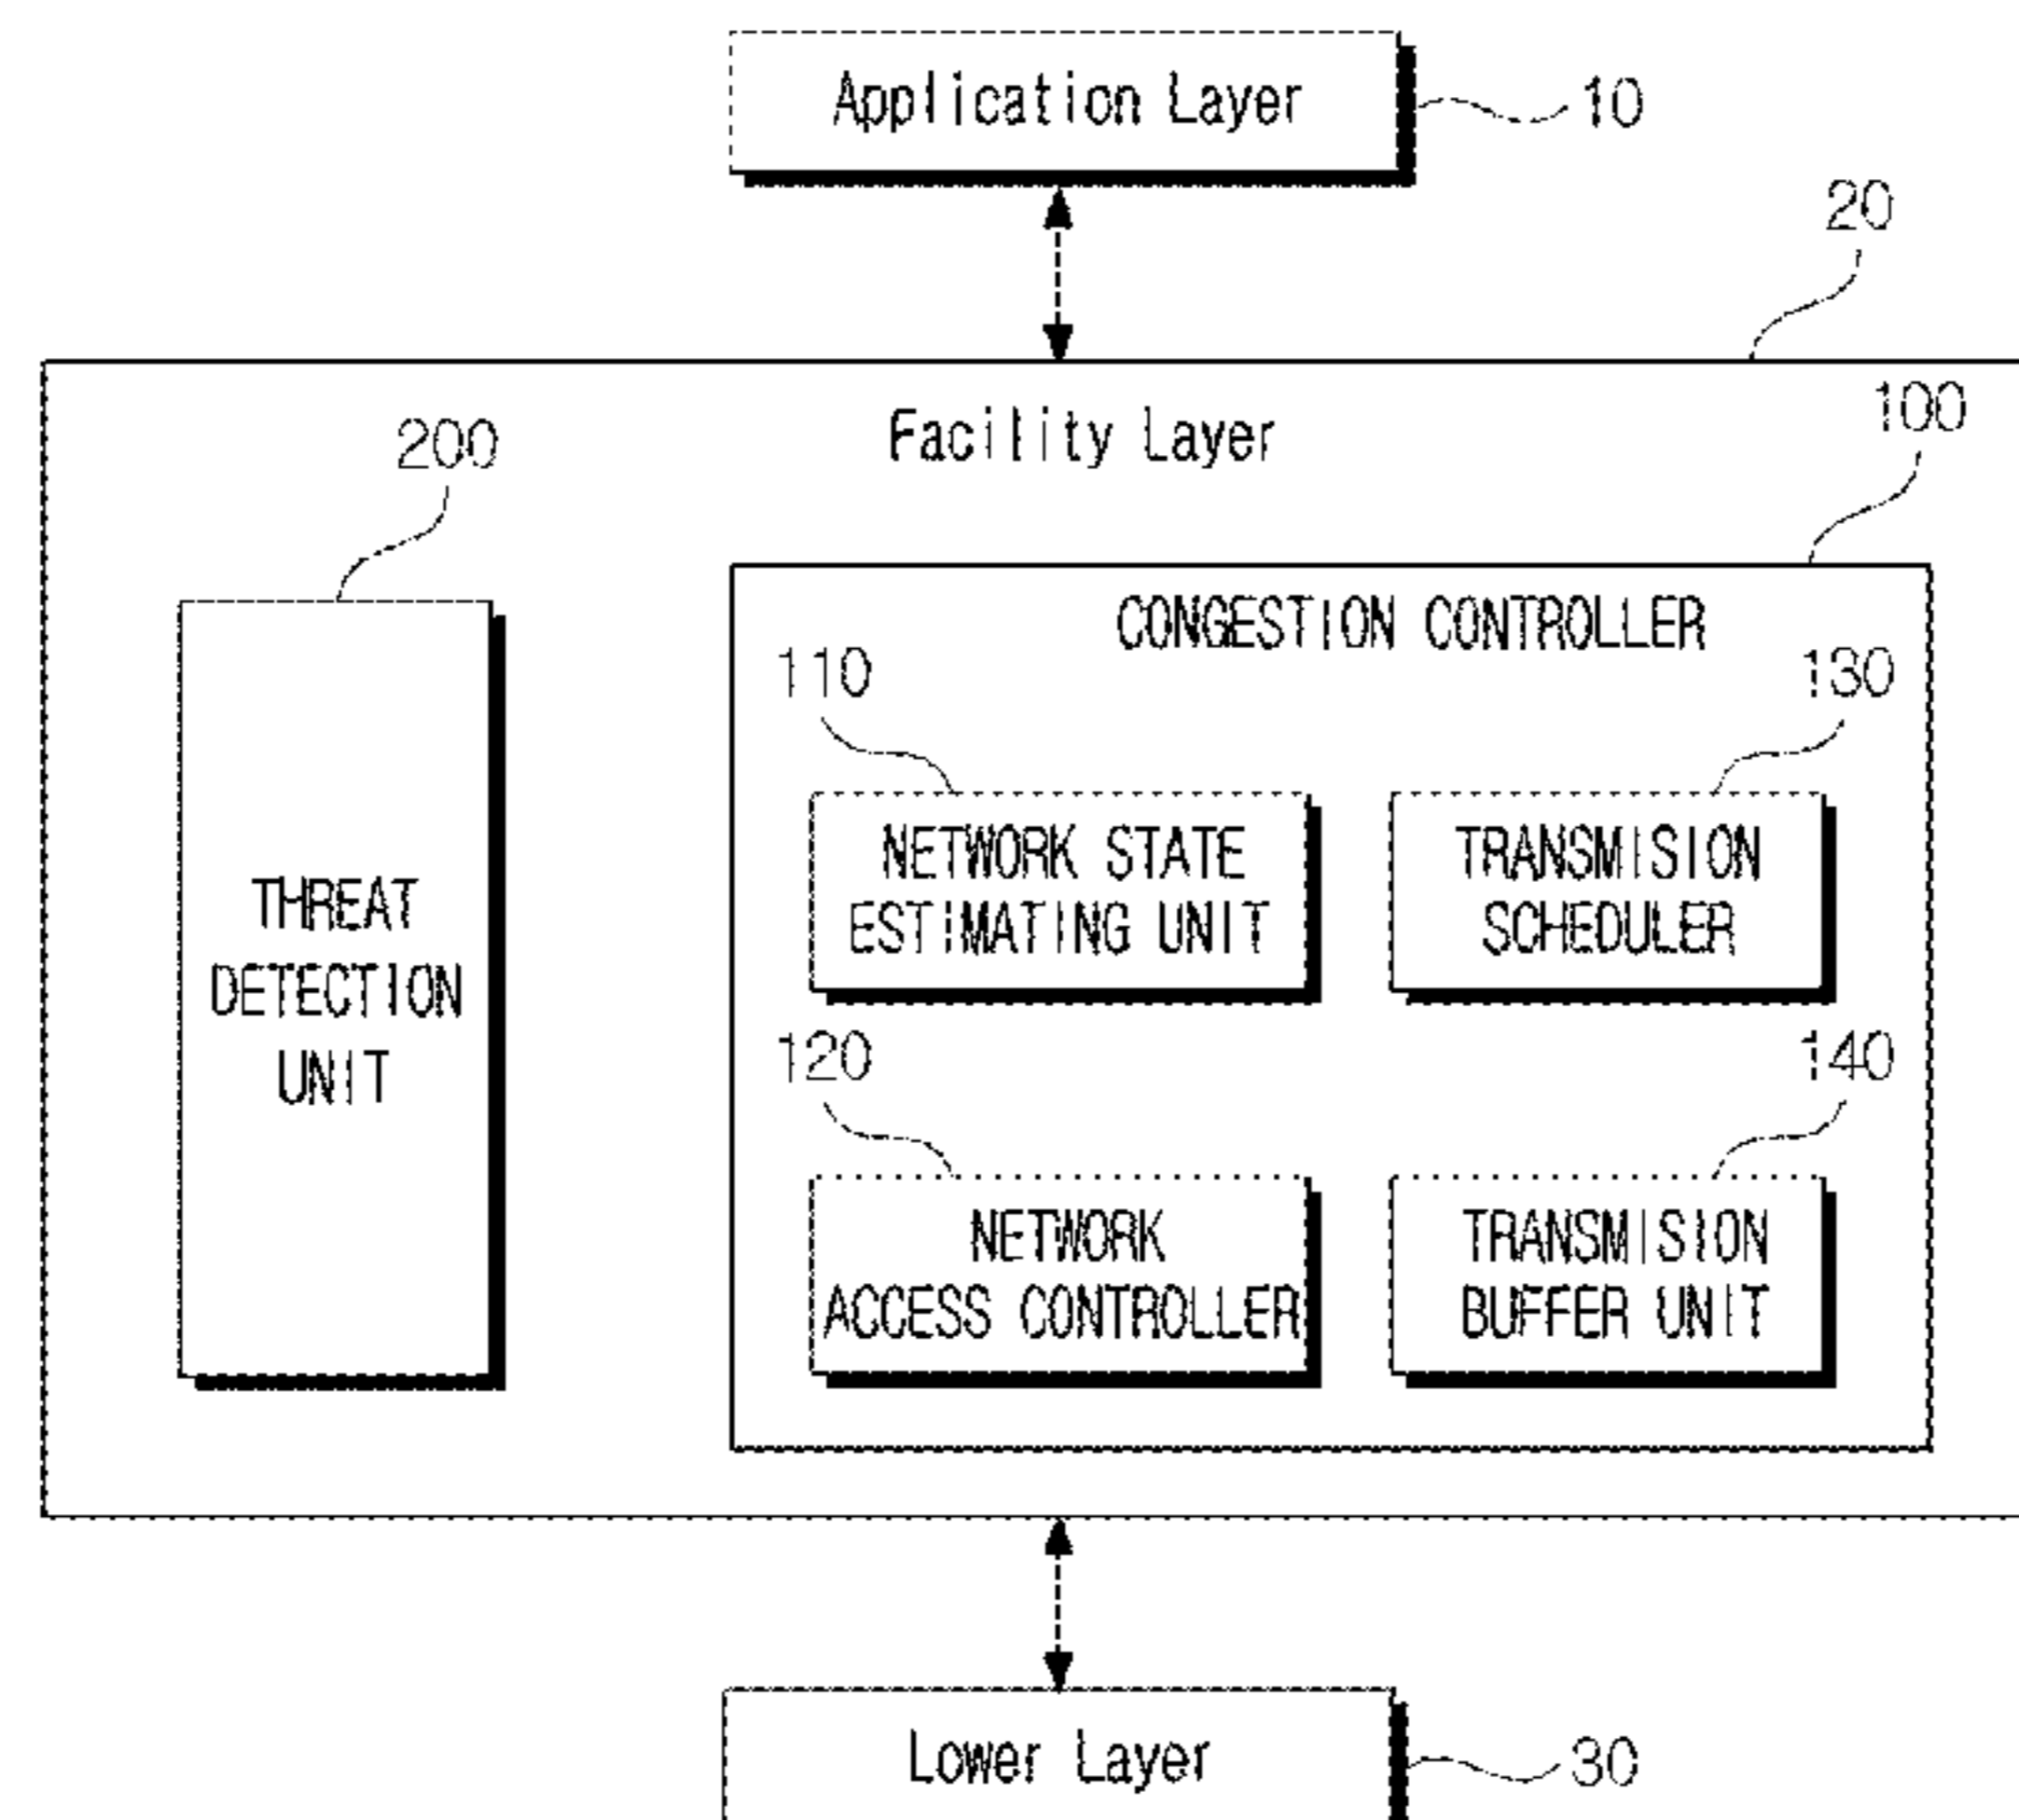 Application Layer
10
20
Facility Layer
100
200
CONGESTION CONTROLLER
110
130
NETWORK STATE
ESTIMATING UNIT
TRANSMISION
SCHEDULER
THREAT
DETECTION
UNIT
120
140
NETWORK
ACCESS CONTROLLER
TRANSMISION
BUFFER UNIT
Lower Layer
30